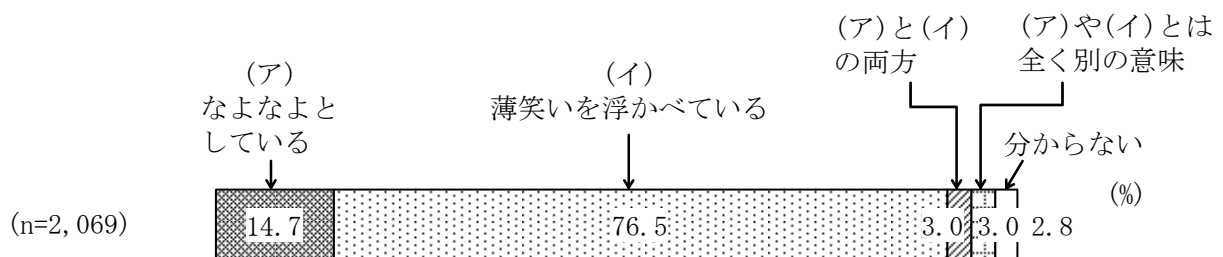 (ア)と(イ)
の両方
(ア)や(イ)とは
全く別の意味
(ア)
なよなよと
している
(イ)
薄笑いを浮かべている
分からない
(%)
(n=2,069)
14.7
76.5
3.0
3.0
2.8